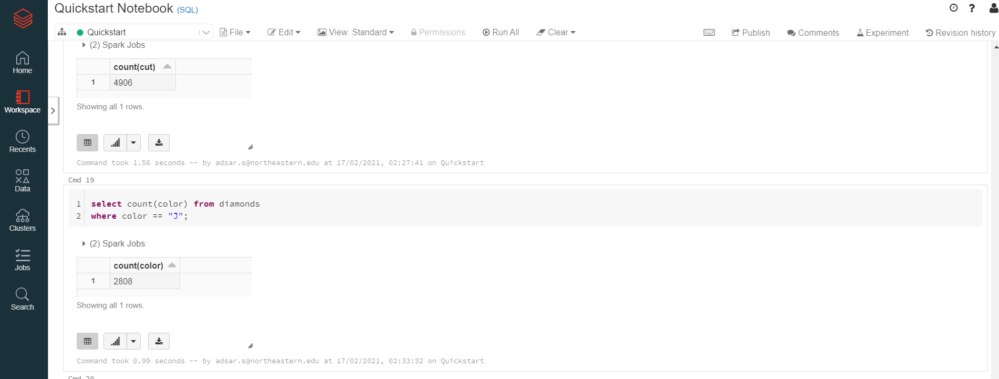 Quickstart Notebook (SQL)
Quickstart
File
Edit
View: Standard
Permissions
Run All
Clear
Publish
Comments
Experiment
Revision history
Home
Workspace
Recents
Data
Clusters
Jobs
Search
(2) Spark Jobs
count(cut)
1 4906
Showing all 1 rows.
Command took 1.56 seconds -- by adsar.s@northeastern.edu at 17/02/2021, 02:27:41 on Quickstart
Cmd 19
1 select count(color) from diamonds
2 where color == "J";
(2) Spark Jobs
count(color)
1 2808
Showing all 1 rows.
Command took 0.99 seconds -- by adsar.s@northeastern.edu at 17/02/2021, 02:33:32 on Quickstart
Cmd 20